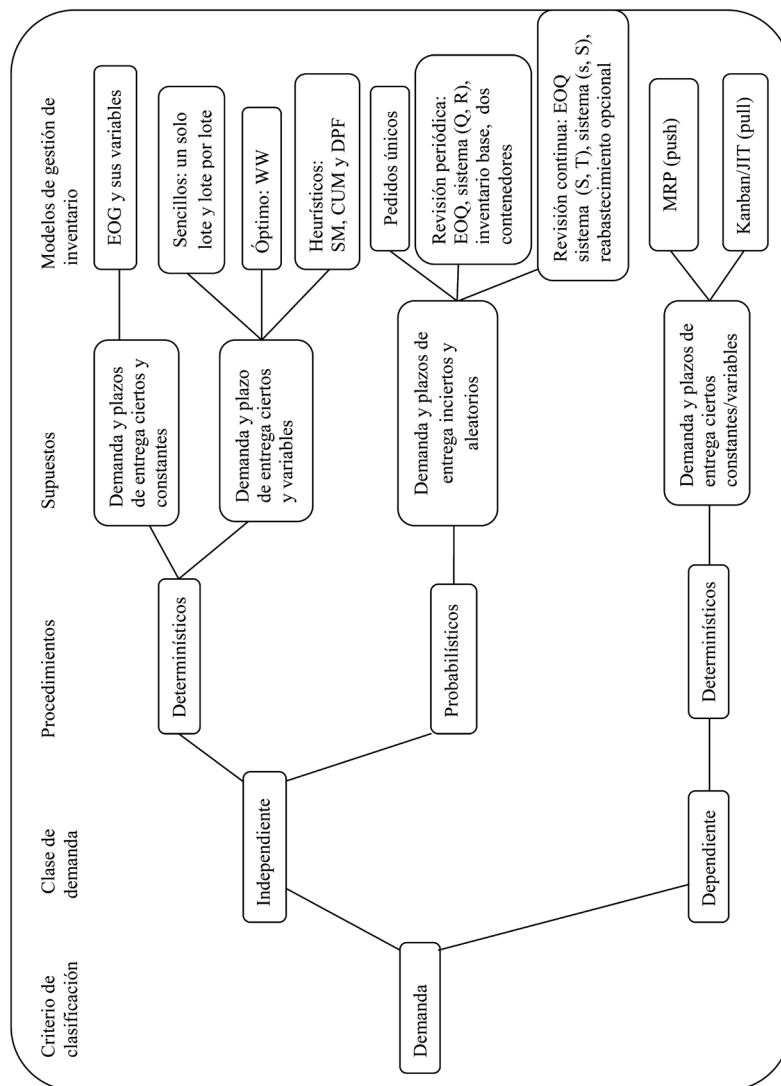 Criterio de
clasificación
Clase de
demanda
Procedimientos
Supuestos
Modelos de gestión de
inventario
Demanda
Independiente
Dependiente
Determinísticos
Probabilísticos
Determinísticos
Demanda y plazos
de entrega ciertos y
constantes
Demanda y plazo
de entrega ciertos
y variables
Demanda y plazos de
entrega inciertos y
aleatorios
Demanda y plazos de
entrega ciertos
constantes/variables
EOG y sus variables
Sencillos: un solo
lote y lote por lote
Óptimo: WW
Heurísticos:
SM, CUM y DPF
Pedidos únicos
Revisión periódica:
EOQ, sistema (Q, R),
inventario base, dos
contenedores
Revisión continua: EOQ
sistema (S, T), sistema (s, S)
reabastecimiento opcional
MRP (push)
Kanban/JIT (pull)